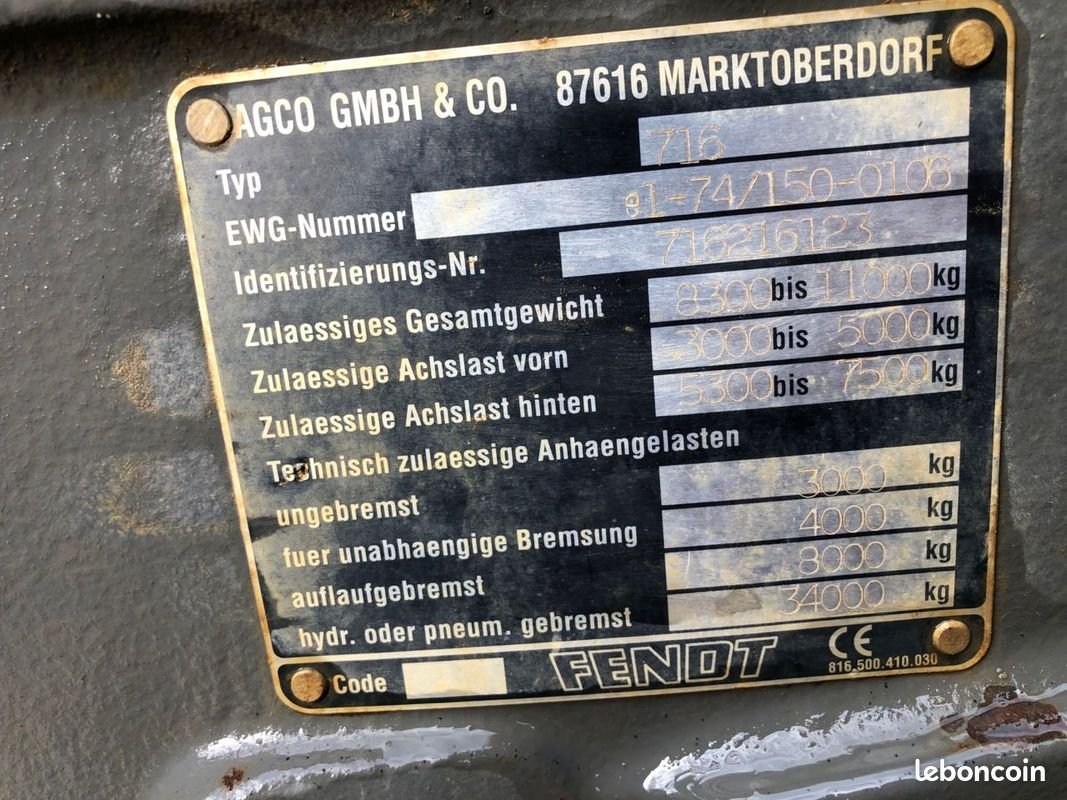 AGCO GMBH & CO. 87616 MARKTOBERDORF
Typ 716
EWG-Nummer e1-74/150-0106
Identifizierungs-Nr. 716216123
Zulaessiges Gesamtgewicht 8300 bis 11000 kg
Zulaessige Achslast vorn 3000 bis 5000 kg
Zulaessige Achslast hinten 5300 bis 7500 kg
Technisch zulaessige Anhaengelasten
ungebremst 3000 kg
fuer unabhaengige Bremsung 4000 kg
auflaufgebremst 8000 kg
hydr. oder pneum. gebremst 34000 kg
Code FENDT CE
816.500.410.030
leboncoin